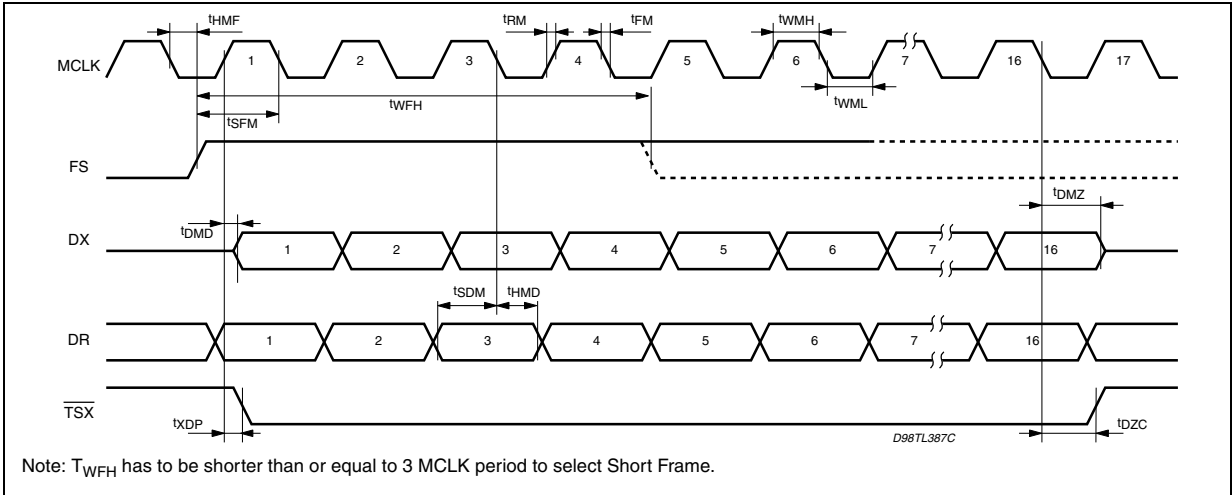 tHMF tRM tFM tWMH
MCLK 1 2 3 4 5 6 7 16 17
tWFH tWML
tSFM
FS
tDMZ
tDMD
DX 1 2 3 4 5 6 7 16
tSDM tHMD
DR 1 2 3 4 5 6 7 16
TSX
tXDP tDZC
D98TL387C
Note: TWFH has to be shorter than or equal to 3 MCLK period to select Short Frame.